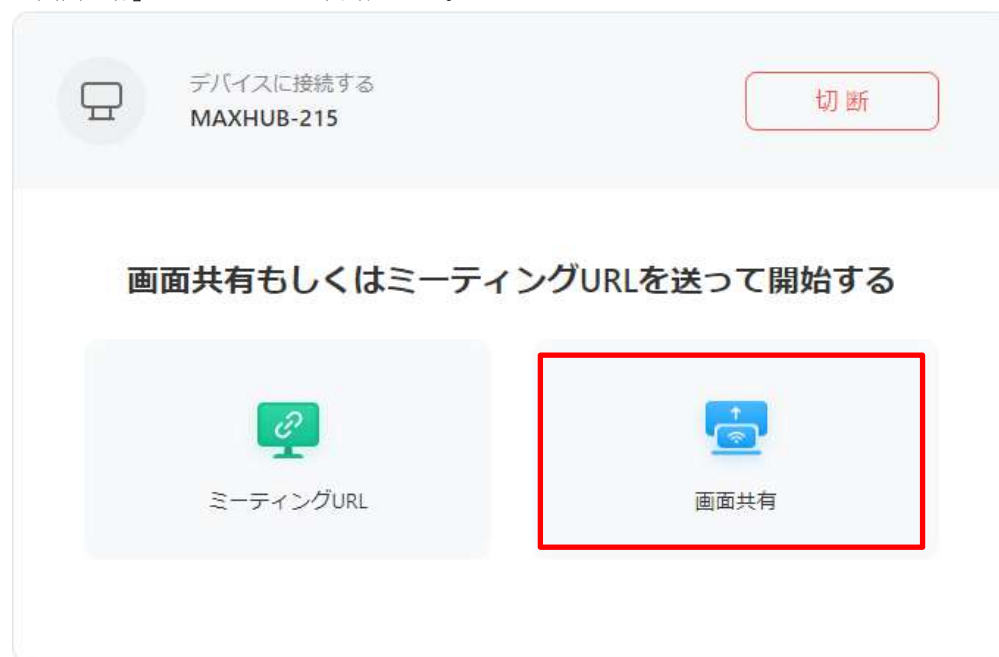 デバイスに接続する
MAXHUB-215
切断
画面共有もしくはミーティングURLを送って開始する
ミーティングURL
画面共有